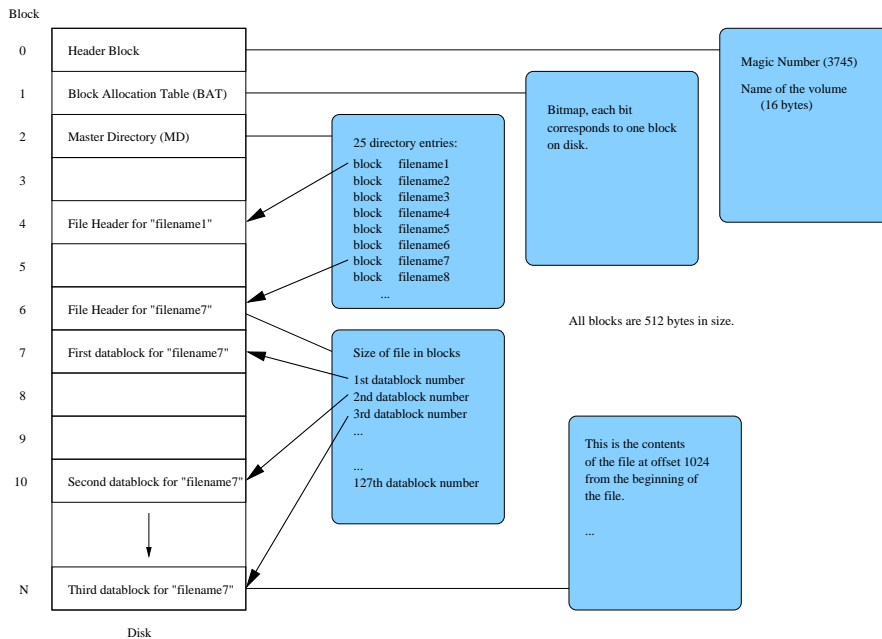 Block
0
Header Block
1
Block Allocation Table (BAT)
2
Master Directory (MD)
3
4
File Header for "filename1"
5
6
File Header for "filename7"
7
First datablock for "filename7"
8
9
10
Second datablock for "filename7"
N
Third datablock for "filename7"
Disk
25 directory entries:
block filename1
block filename2
block filename3
block filename4
block filename5
block filename6
block filename7
block filename8
...
Size of file in blocks
1st datablock number
2nd datablock number
3rd datablock number
...
...
127th datablock number
Bitmap, each bit
corresponds to one block
on disk.
Magic Number (3745)
Name of the volume
(16 bytes)
All blocks are 512 bytes in size.
This is the contents
of the file at offset 1024
from the beginning of
the file.
...